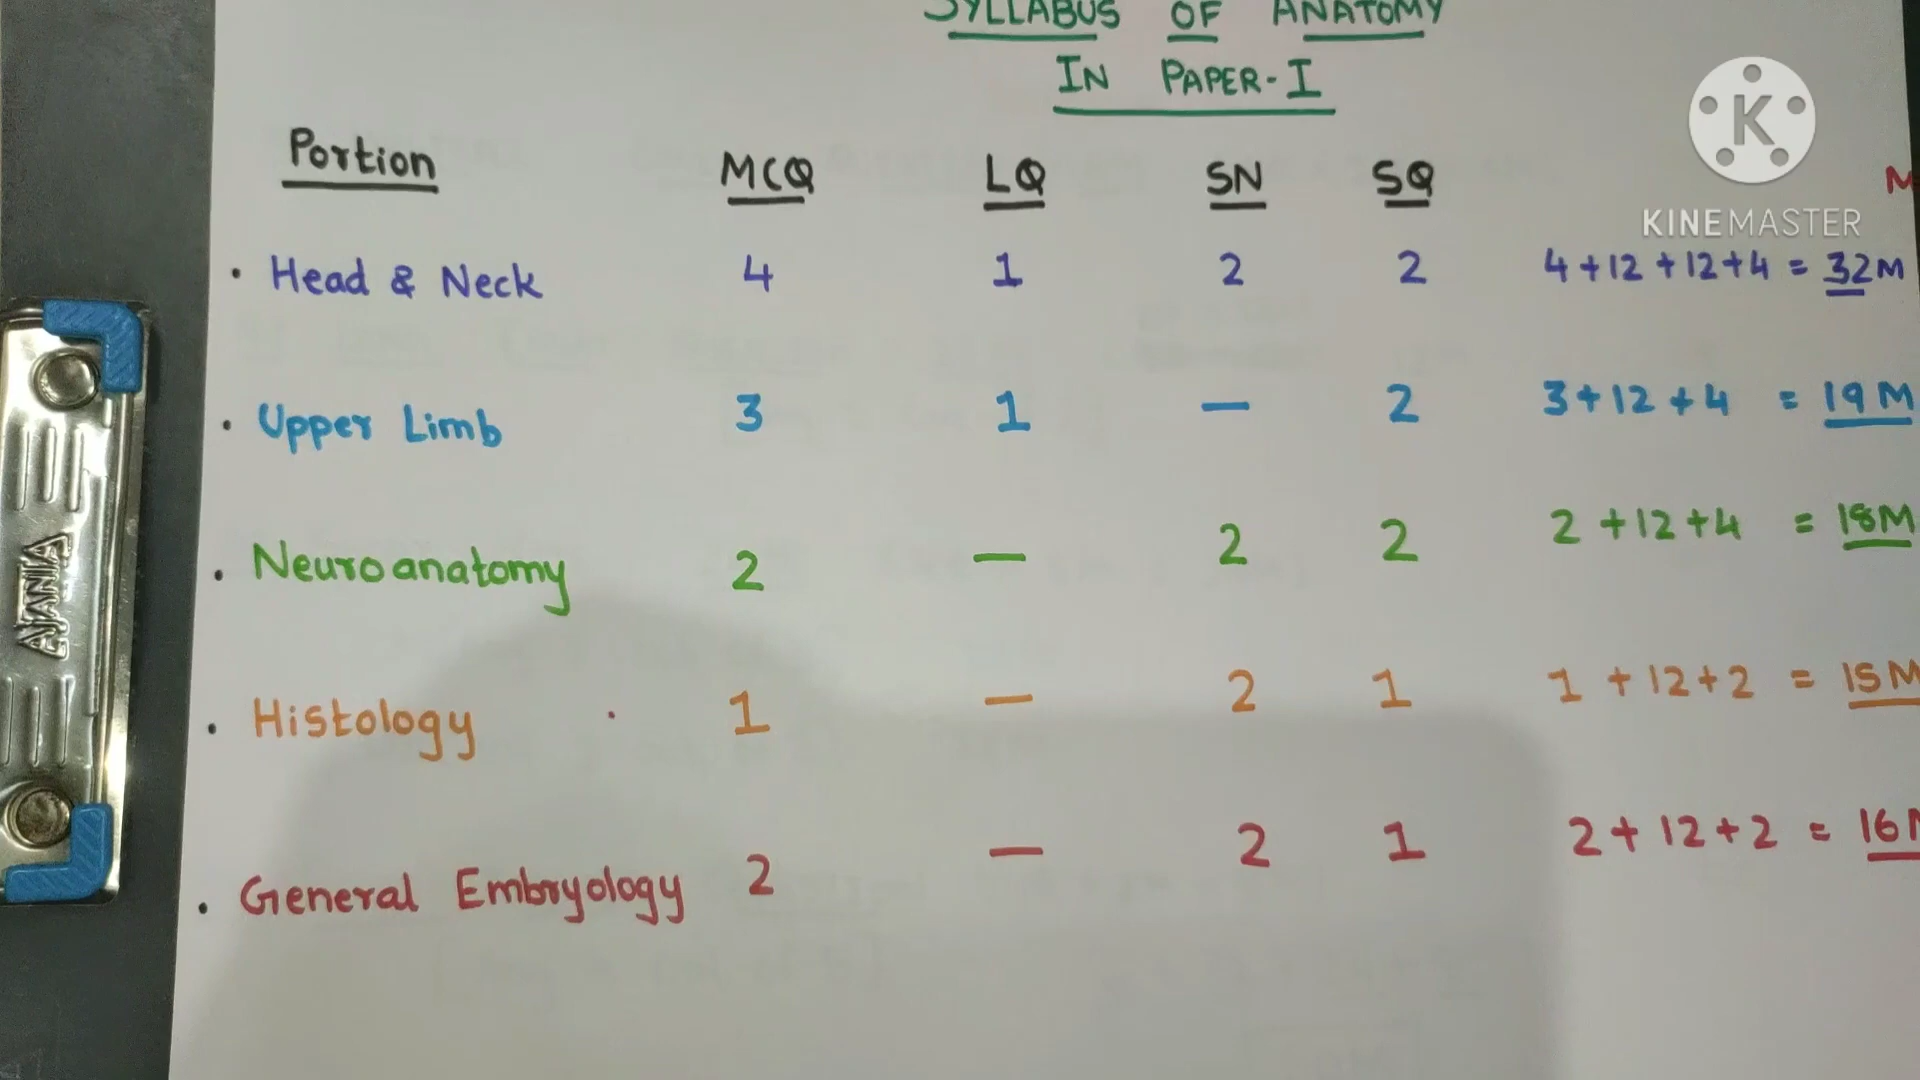 SYLLABUS OF ANATOMY
IN PAPER-I
Portion MCQ LQ SN SQ M
K
KINEMASTER
• Head & Neck 4 1 2 2 4+12+12+4 = 32M
• Upper Limb 3 1 — 2 3+12+4 = 19M
• Neuroanatomy 2 — 2 2 2+12+4 = 18M
• Histology 1 — 2 1 1+12+2 = 15M
• General Embryology 2 — 2 1 2+12+2 = 16M
AJANTA